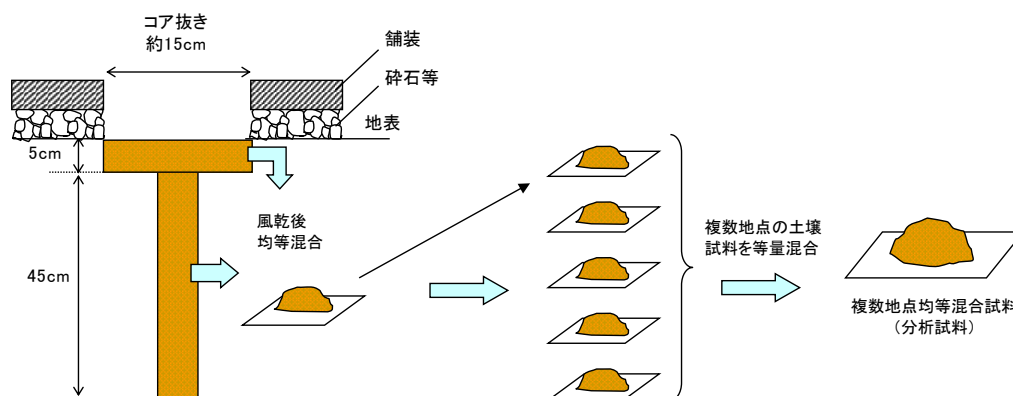 コア抜き
約15cm
舗装
砕石等
地表
5cm
45cm
風乾後
均等混合
複数地点の土壌
試料を等量混合
複数地点均等混合試料
（分析試料）